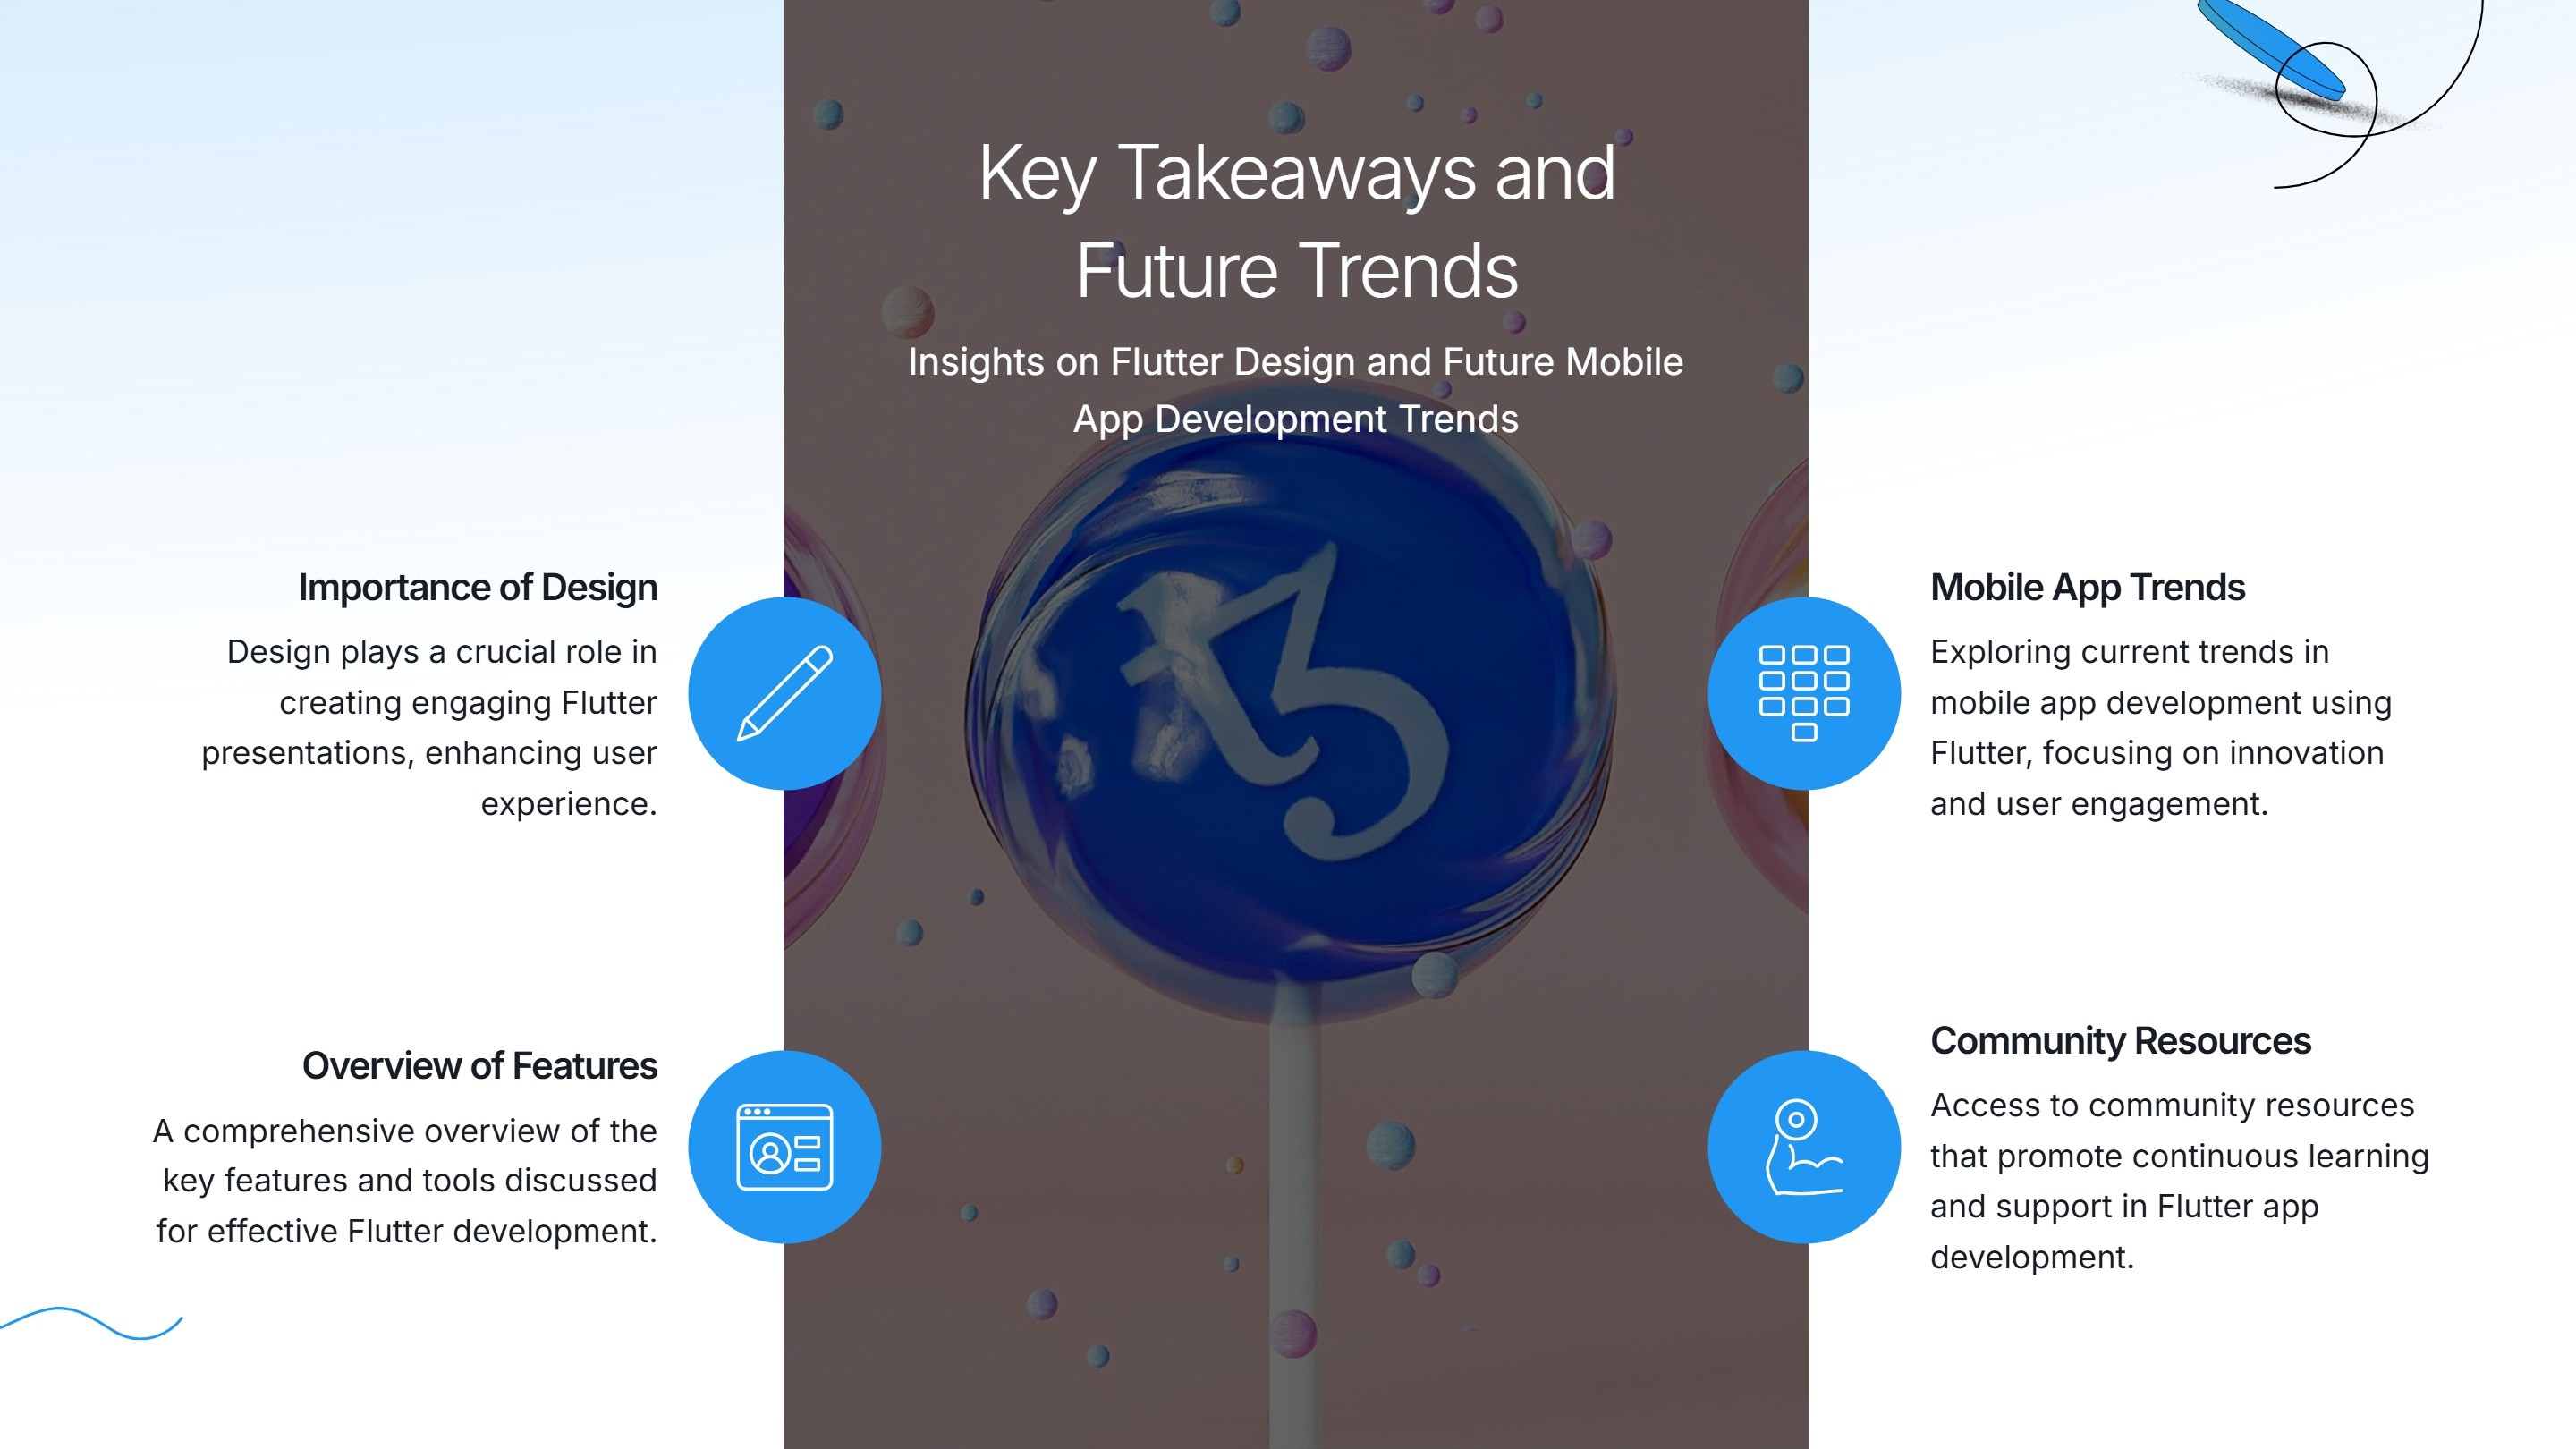 Key Takeaways and
Future Trends
Insights on Flutter Design and Future Mobile
App Development Trends
Importance of Design
Design plays a crucial role in
creating engaging Flutter
presentations, enhancing user
experience.
Overview of Features
A comprehensive overview of the
key features and tools discussed
for effective Flutter development.
Mobile App Trends
Exploring current trends in
mobile app development using
Flutter, focusing on innovation
and user engagement.
Community Resources
Access to community resources
that promote continuous learning
and support in Flutter app
development.